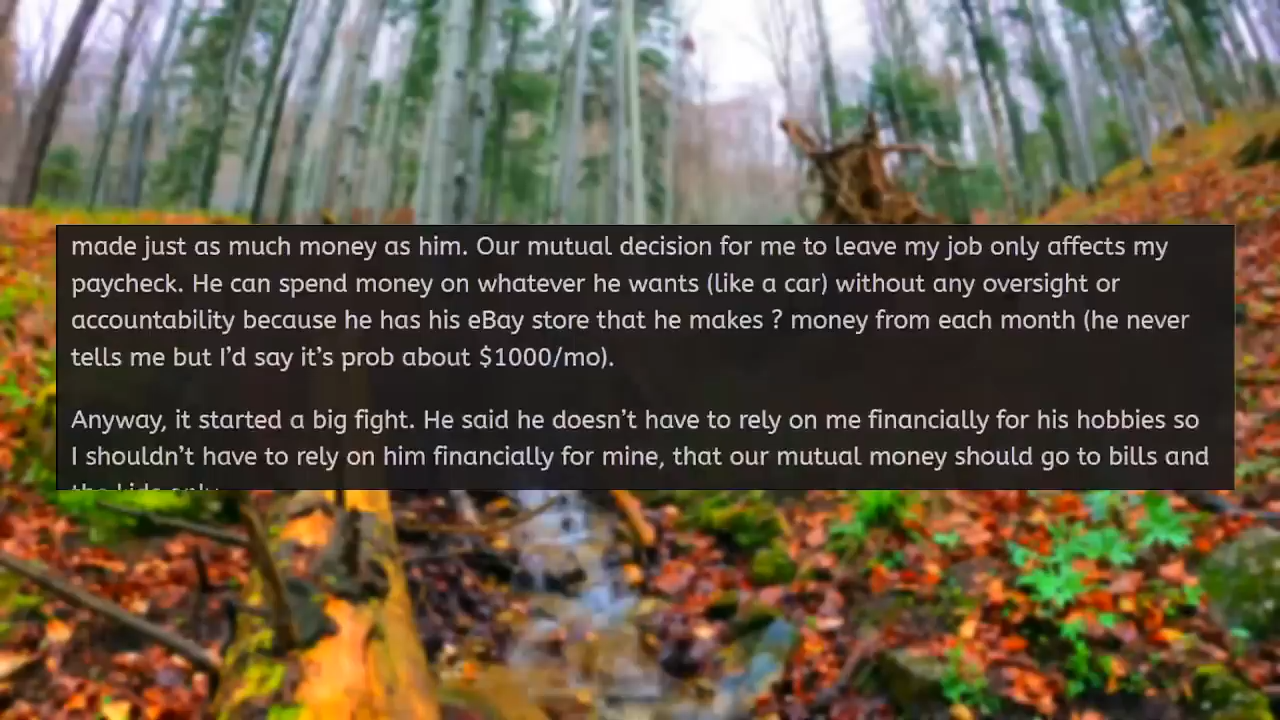 made just as much money as him. Our mutual decision for me to leave my job only affects my
paycheck. He can spend money on whatever he wants (like a car) without any oversight or
accountability because he has his eBay store that he makes ? money from each month (he never
tells me but I’d say it’s prob about $1000/mo).
Anyway, it started a big fight. He said he doesn’t have to rely on me financially for his hobbies so
I shouldn’t have to rely on him financially for mine, that our mutual money should go to bills and
the kids only